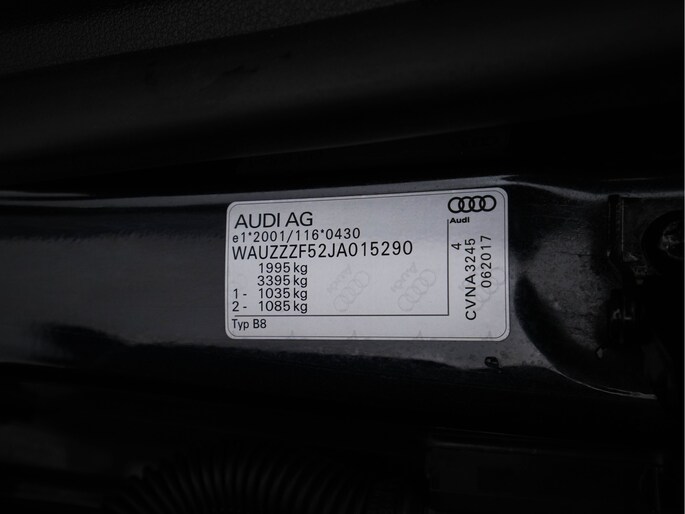 AUDI AG
Audi
e1*2001/116*0430
WAUZZZF52JA015290
1995 kg
3395 kg
1 - 1035 kg
2 - 1085 kg
Typ B8
4
CVNA3245
062017